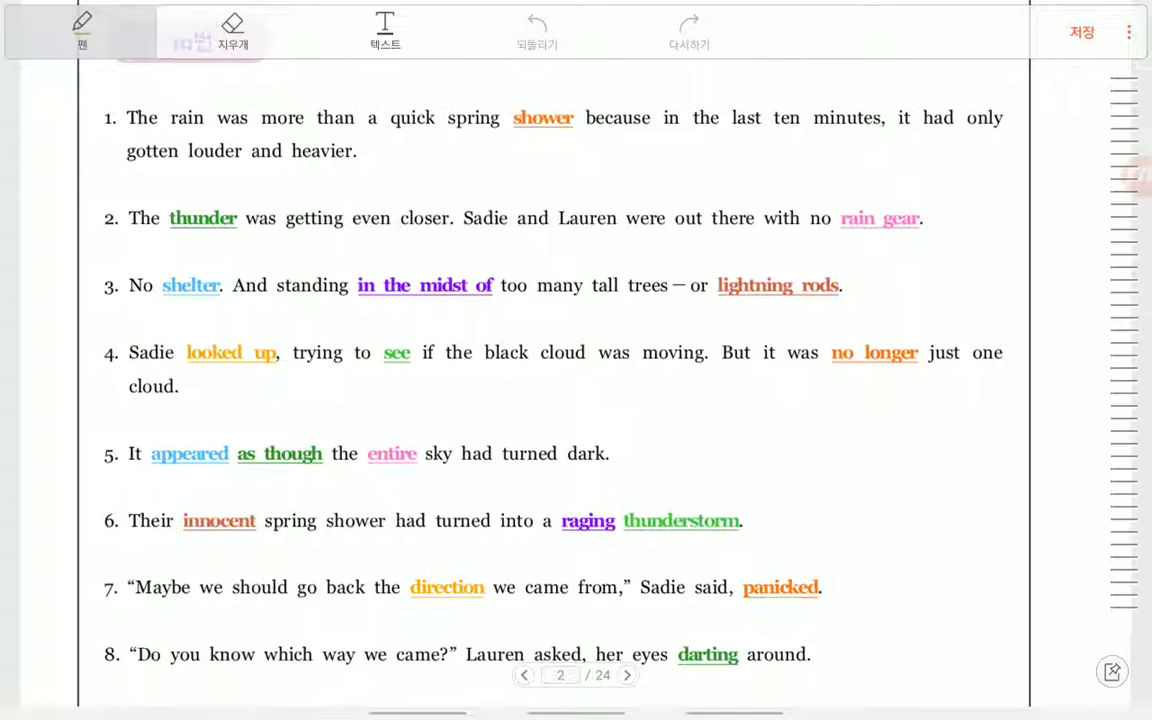 펜 지우개 텍스트 되돌리기 다시하기 저장
1. The rain was more than a quick spring shower because in the last ten minutes, it had only
gotten louder and heavier.
2. The thunder was getting even closer. Sadie and Lauren were out there with no rain gear.
3. No shelter. And standing in the midst of too many tall trees — or lightning rods.
4. Sadie looked up, trying to see if the black cloud was moving. But it was no longer just one
cloud.
5. It appeared as though the entire sky had turned dark.
6. Their innocent spring shower had turned into a raging thunderstorm.
7. “Maybe we should go back the direction we came from,” Sadie said, panicked.
8. “Do you know which way we came?” Lauren asked, her eyes darting around.
2 / 24